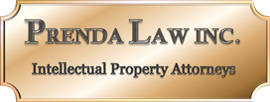 PRENDA LAW INC.
Intellectual Property Attorneys